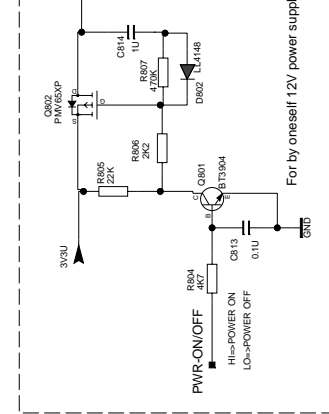 C814
1U
R807
470K
LL4148
D802
Q802
PMV65XP
D
G
S
R806
2K2
R805
22K
Q801
BT3904
C
B
E
3V3U
C813
0.1U
GND
R804
4K7
PWR-ON/OFF
HI=>POWER ON
LO=>POWER OFF
For by oneself 12V power suppl